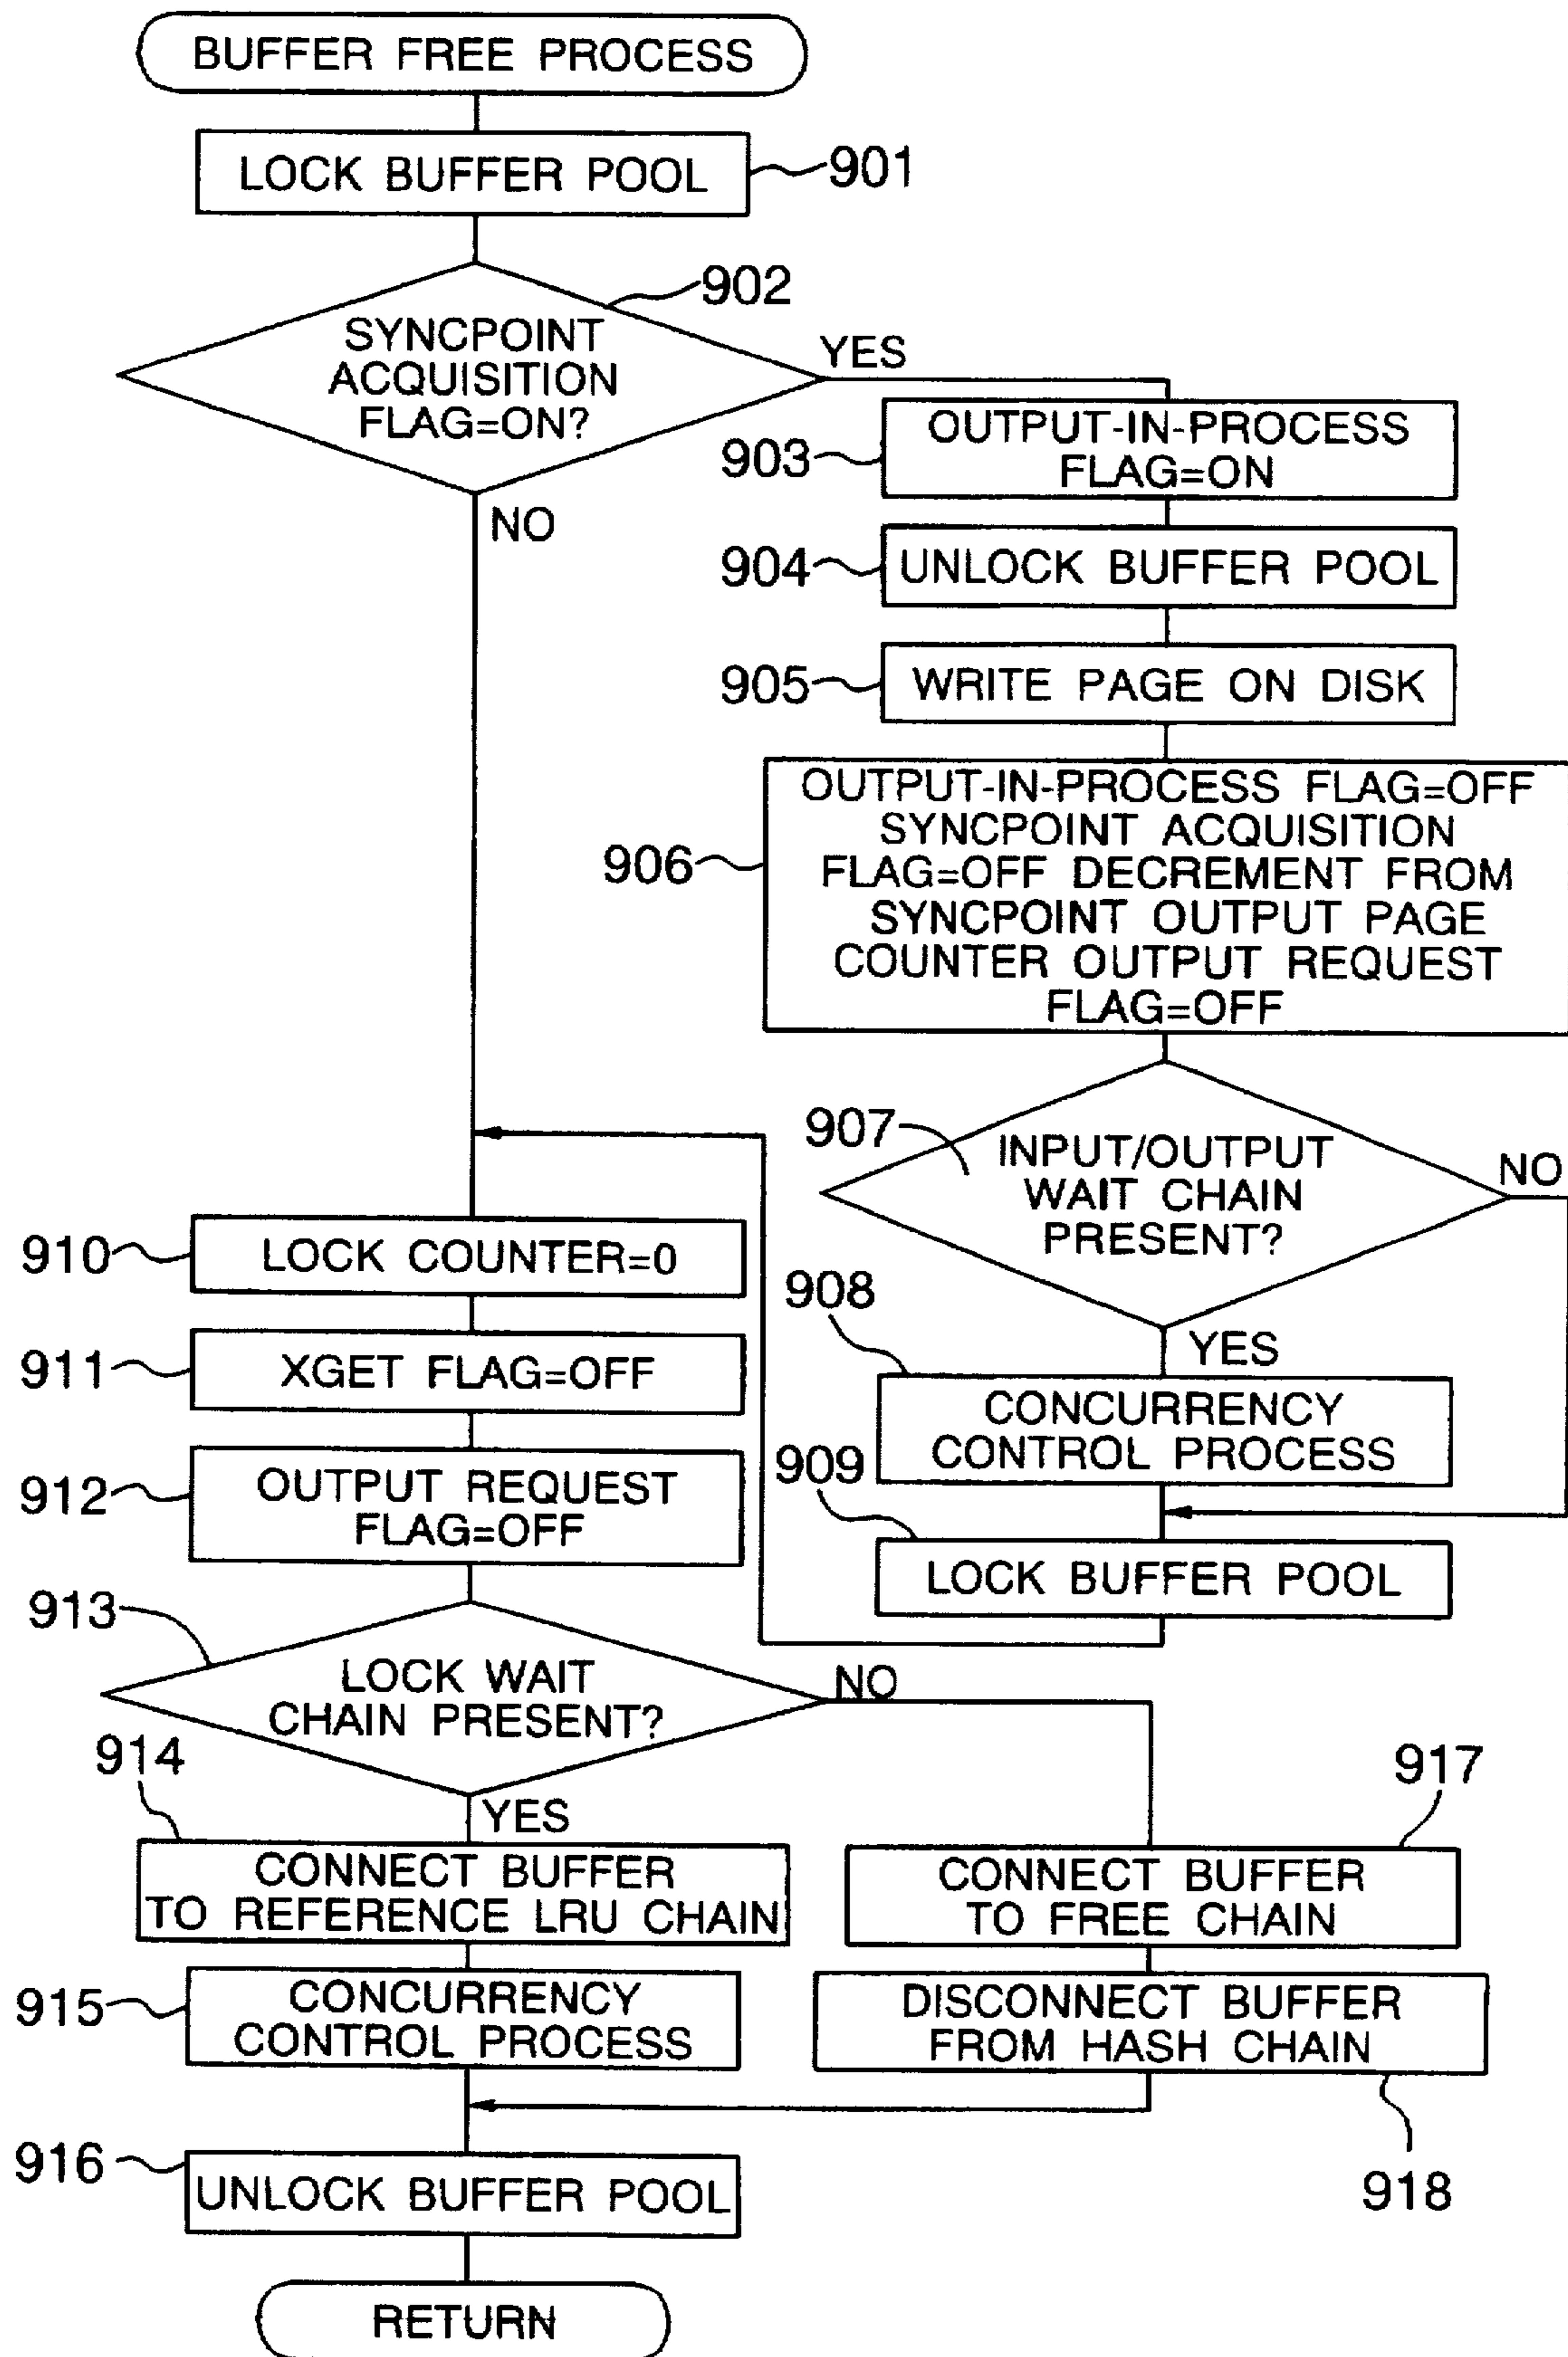 BUFFER FREE PROCESS
LOCK BUFFER POOL
901
902
SYNCPOINT
ACQUISITION
FLAG=ON?
YES
NO
903
OUTPUT-IN-PROCESS
FLAG=ON
904
UNLOCK BUFFER POOL
905
WRITE PAGE ON DISK
906
OUTPUT-IN-PROCESS FLAG=OFF
SYNCPOINT ACQUISITION
FLAG=OFF DECREMENT FROM
SYNCPOINT OUTPUT PAGE
COUNTER OUTPUT REQUEST
FLAG=OFF
907
INPUT/OUTPUT
WAIT CHAIN
PRESENT?
NO
YES
908
CONCURRENCY
CONTROL PROCESS
909
LOCK BUFFER POOL
910
LOCK COUNTER=0
911
XGET FLAG=OFF
912
OUTPUT REQUEST
FLAG=OFF
913
LOCK WAIT
CHAIN PRESENT?
NO
YES
914
CONNECT BUFFER
TO REFERENCE LRU CHAIN
915
CONCURRENCY
CONTROL PROCESS
917
CONNECT BUFFER
TO FREE CHAIN
DISCONNECT BUFFER
FROM HASH CHAIN
918
916
UNLOCK BUFFER POOL
RETURN